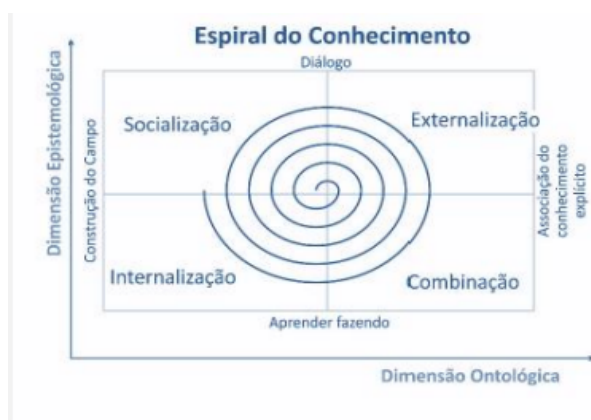 Espiral do Conhecimento
Diálogo
Dimensão Epistemológica
Construção do Campo
Socialização
Externalização
Associação do
conhecimento
explícito
Internalização
Combinação
Aprender fazendo
Dimensão Ontológica